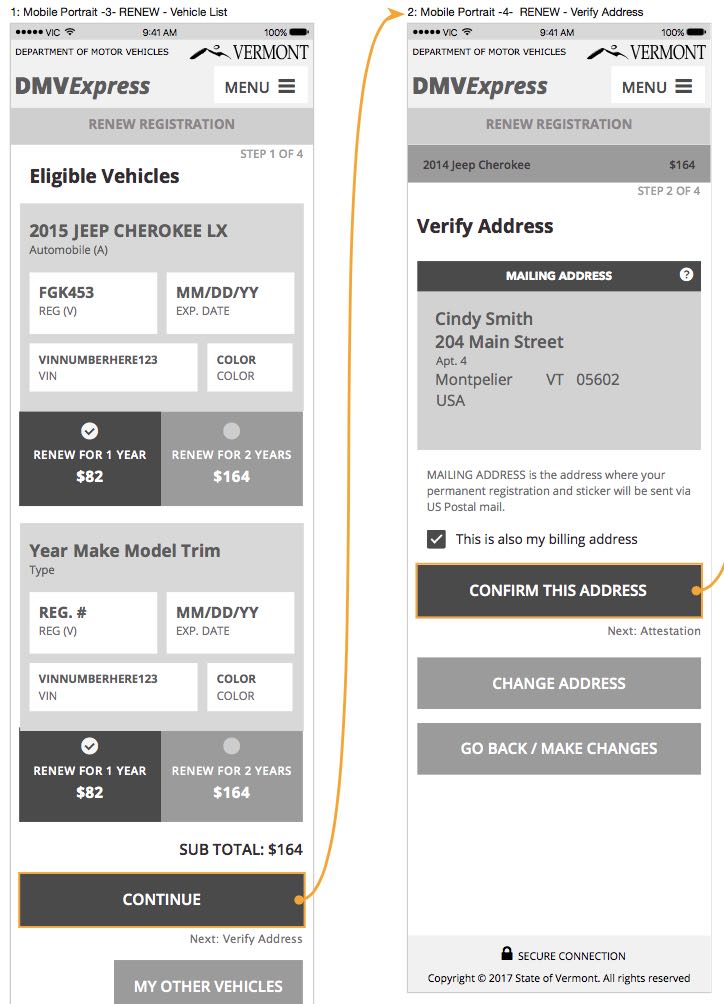 1: Mobile Portrait -3- RENEW - Vehicle List
VIC 9:41 AM 100%
DEPARTMENT OF MOTOR VEHICLES VERMONT
DMVExpress MENU
RENEW REGISTRATION
STEP 1 OF 4
Eligible Vehicles
2015 JEEP CHEROKEE LX
Automobile (A)
FGK453 MM/DD/YY
REG (V) EXP. DATE
VINNUMBERHERE123 COLOR
VIN COLOR
RENEW FOR 1 YEAR RENEW FOR 2 YEARS
$82 $164
Year Make Model Trim
Type
REG. # MM/DD/YY
REG (V) EXP. DATE
VINNUMBERHERE123 COLOR
VIN COLOR
RENEW FOR 1 YEAR RENEW FOR 2 YEARS
$82 $164
SUB TOTAL: $164
CONTINUE
Next: Verify Address
MY OTHER VEHICLES
2: Mobile Portrait -4- RENEW - Verify Address
VIC 9:41 AM 100%
DEPARTMENT OF MOTOR VEHICLES VERMONT
DMVExpress MENU
RENEW REGISTRATION
2014 Jeep Cherokee $164
STEP 2 OF 4
Verify Address
MAILING ADDRESS ?
Cindy Smith
204 Main Street
Apt. 4
Montpelier VT 05602
USA
MAILING ADDRESS is the address where your
permanent registration and sticker will be sent via
US Postal mail.
This is also my billing address
CONFIRM THIS ADDRESS
Next: Attestation
CHANGE ADDRESS
GO BACK / MAKE CHANGES
SECURE CONNECTION
Copyright © 2017 State of Vermont. All rights reserved